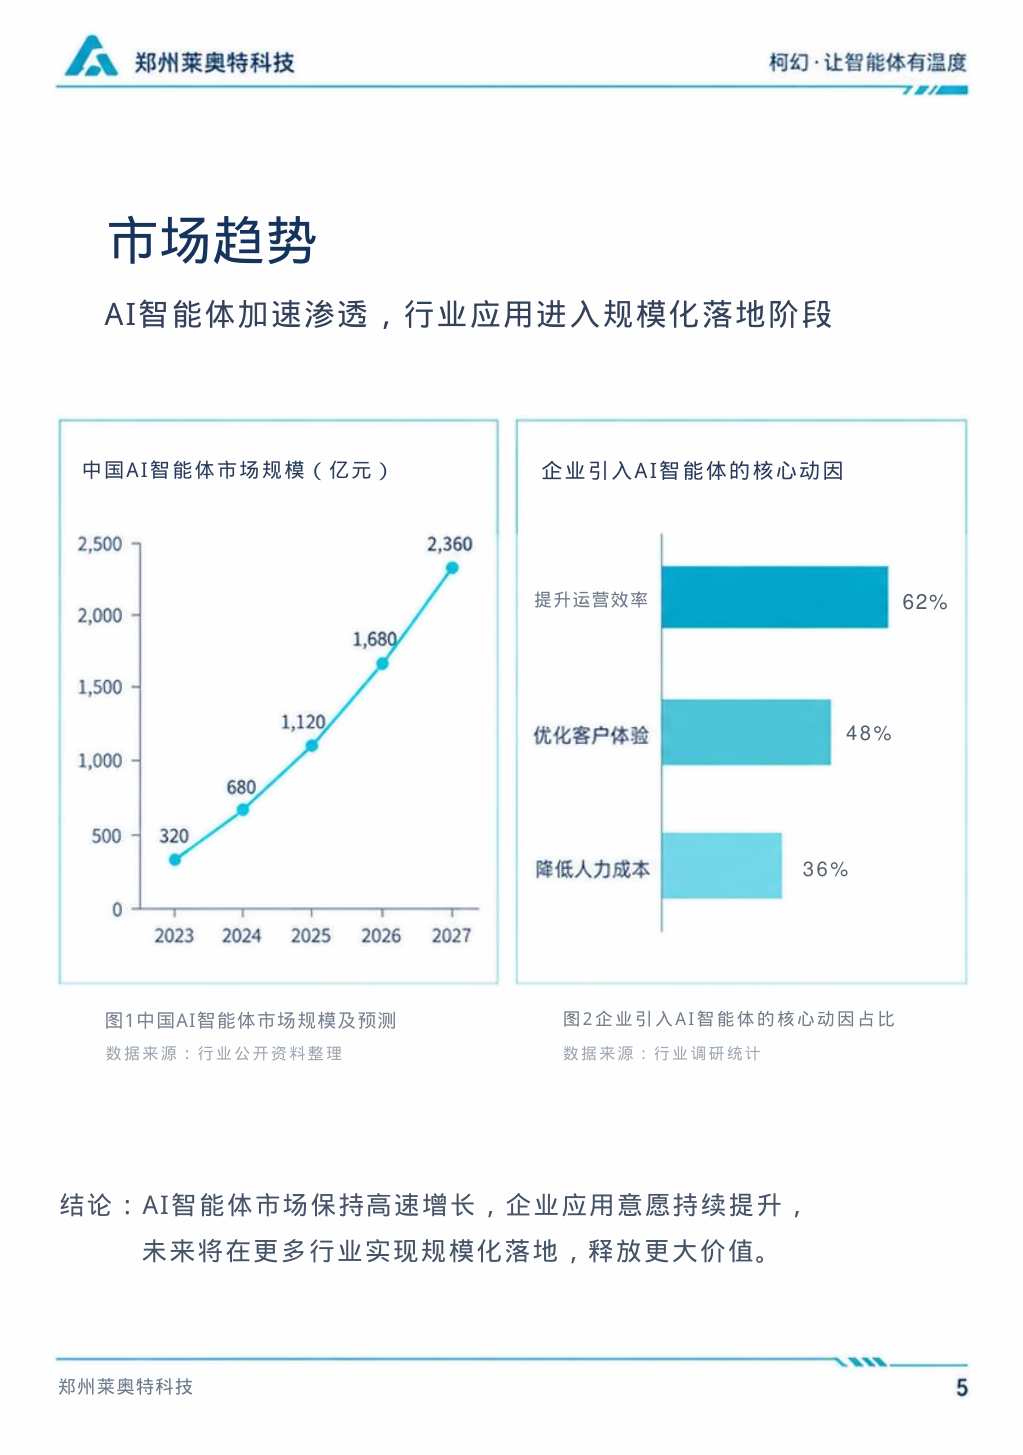 郑州莱奥特科技
柯幻·让智能体有温度
市场趋势
AI智能体加速渗透，行业应用进入规模化落地阶段
中国AI智能体市场规模（亿元）
2,500
2,000
1,500
1,000
500
0
320
680
1,120
1,680
2,360
2023 2024 2025 2026 2027
企业引入AI智能体的核心动因
提升运营效率 62%
优化客户体验 48%
降低人力成本 36%
图1中国AI智能体市场规模及预测
数据来源：行业公开资料整理
图2企业引入AI智能体的核心动因占比
数据来源：行业调研统计
结论：AI智能体市场保持高速增长，企业应用意愿持续提升，
未来将在更多行业实现规模化落地，释放更大价值。
郑州莱奥特科技
5